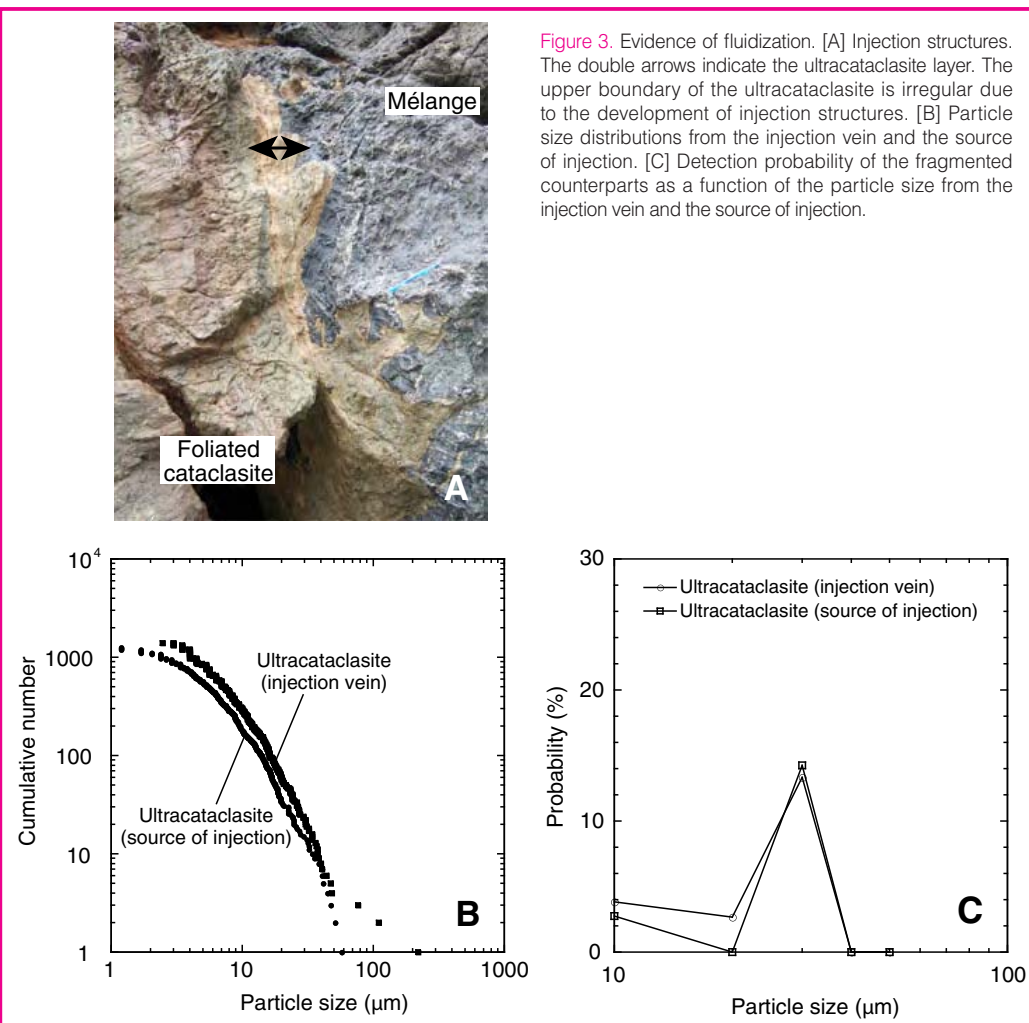 Figure 3. Evidence of fluidization. [A] Injection structures.
The double arrows indicate the ultracataclasite layer. The
upper boundary of the ultracataclasite is irregular due
to the development of injection structures. [B] Particle
size distributions from the injection vein and the source
of injection. [C] Detection probability of the fragmented
counterparts as a function of the particle size from the
injection vein and the source of injection.
Mélange
Foliated
cataclasite
A
10^4
1000
100
10
1
Cumulative number
Ultracataclasite
(injection vein)
Ultracataclasite
(source of injection)
B
1 10 100 1000
Particle size (µm)
30
20
10
0
Probability (%)
Ultracataclasite (injection vein)
Ultracataclasite (source of injection)
C
10 100
Particle size (µm)